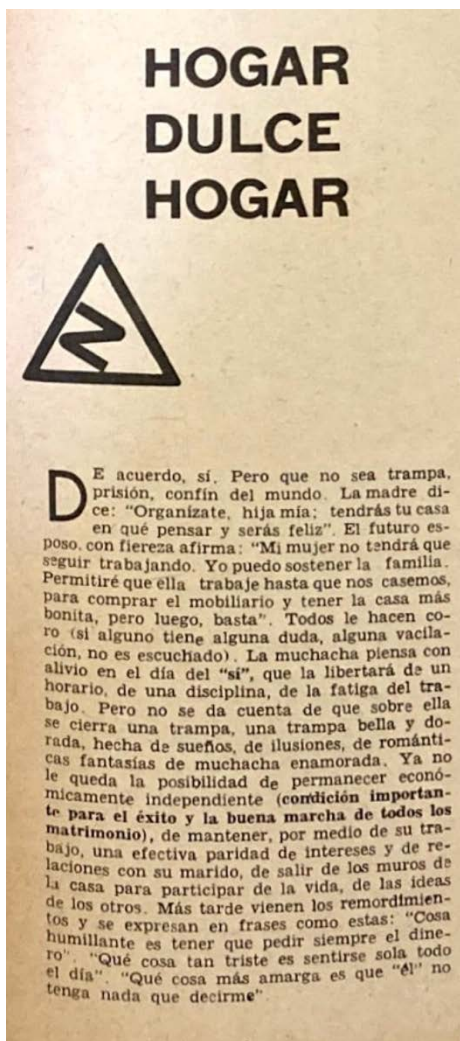 HOGAR
DULCE
HOGAR
DE acuerdo, sí. Pero que no sea trampa,
prisión, confín del mundo. La madre di-
ce: "Organízate, hija mía; tendrás tu casa
en qué pensar y serás feliz". El futuro es-
poso, con fiereza afirma: "Mi mujer no tendrá que
seguir trabajando. Yo puedo sostener la familia.
Permitiré que ella trabaje hasta que nos casemos,
para comprar el mobiliario y tener la casa más
bonita, pero luego, basta". Todos le hacen co-
ro (si alguno tiene alguna duda, alguna vacila-
ción, no es escuchado). La muchacha piensa con
alivio en el día del "sí", que la libertará de un
horario, de una disciplina, de la fatiga del tra-
bajo. Pero no se da cuenta de que sobre ella
se cierra una trampa, una trampa bella y do-
rada, hecha de sueños, de ilusiones, de románti-
cas fantasías de muchacha enamorada. Ya no
le queda la posibilidad de permanecer econó-
micamente independiente (condición importan-
te para el éxito y la buena marcha de todos los
matrimonio), de mantener, por medio de su tra-
bajo, una efectiva paridad de intereses y de re-
laciones con su marido, de salir de los muros de
la casa para participar de la vida, de las ideas
de los otros. Más tarde vienen los remordimien-
tos y se expresan en frases como estas: "Cosa
humillante es tener que pedir siempre el dine-
ro". "Qué cosa tan triste es sentirse sola todo
el día". "Qué cosa más amarga es que "él" no
tenga nada que decirme"